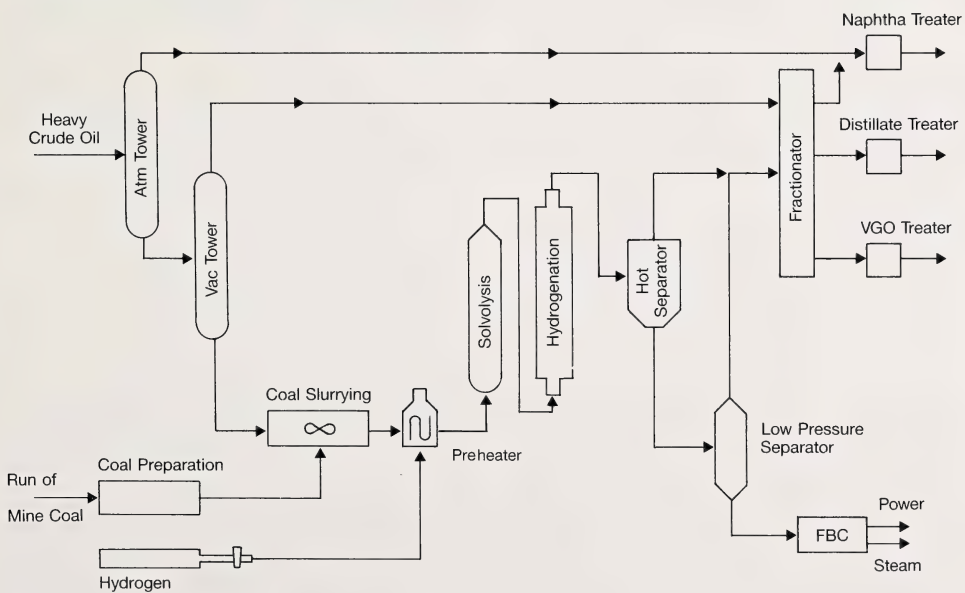 Naphtha Treater
Heavy
Crude Oil
Atm Tower
Vac Tower
Distillate Treater
Fractionator
VGO Treater
Solvolysis
Hydrogenation
Hot
Separator
Coal Slurrying
Preheater
Low Pressure
Separator
Coal Preparation
Run of
Mine Coal
Power
FBC
Steam
Hydrogen